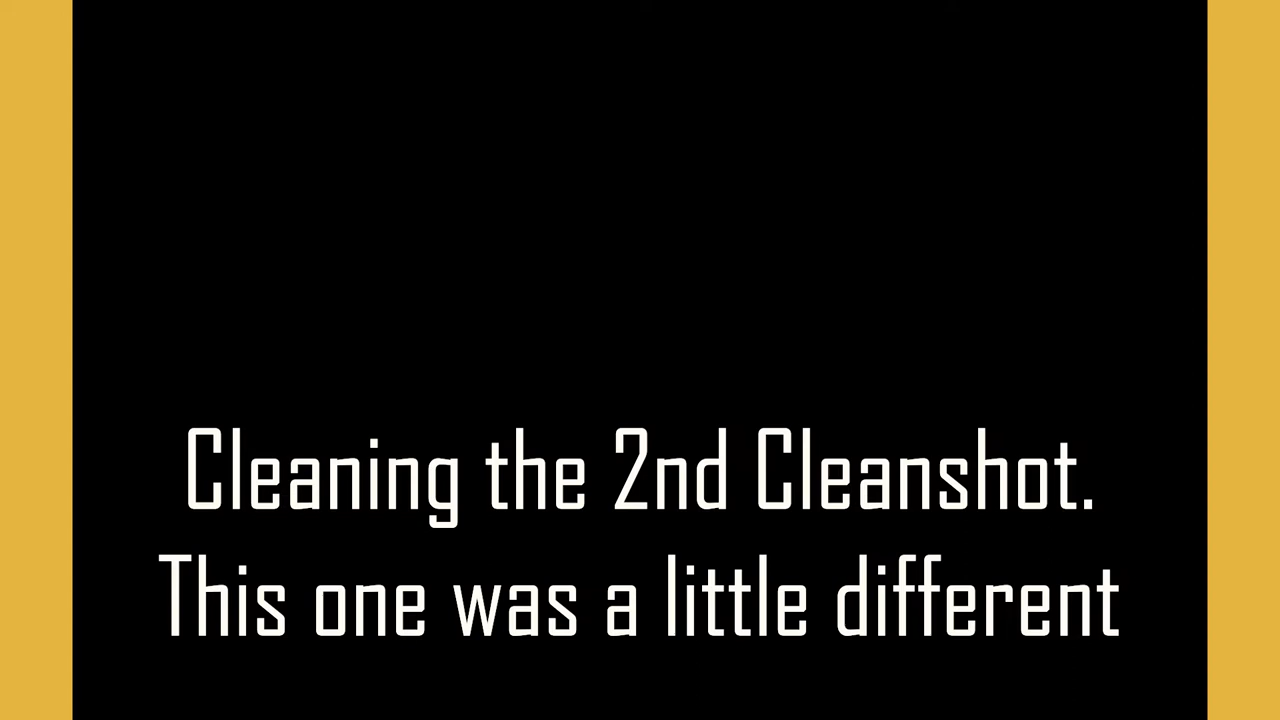 Cleaning the 2nd Cleanshot.
This one was a little different